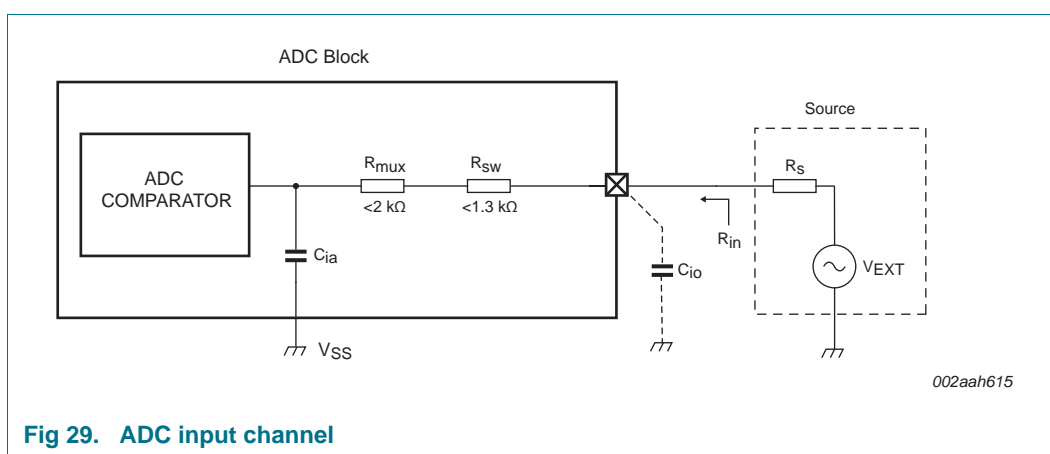 ADC Block
Source
ADC
COMPARATOR
Rmux
<2 kΩ
Rsw
<1.3 kΩ
Rs
Rin
Cia
Cio
VEXT
VSS
002aah615
Fig 29. ADC input channel